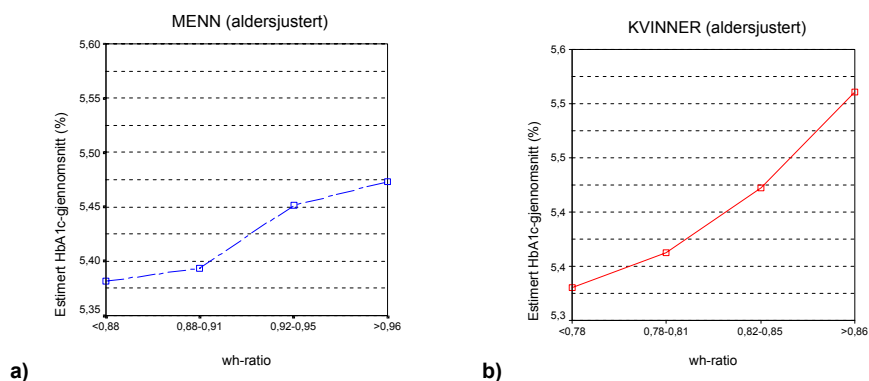 MENN (aldersjustert)
Estimert HbA1c-gjennomsnitt (%)
5,60
5,55
5,50
5,45
5,40
5,35
<0,88 0,88-0,91 0,92-0,95 >0,96
wh-ratio
a)
KVINNER (aldersjustert)
Estimert HbA1c-gjennomsnitt (%)
5,6
5,5
5,5
5,4
5,4
5,3
<0,78 0,78-0,81 0,82-0,85 >0,86
wh-ratio
b)